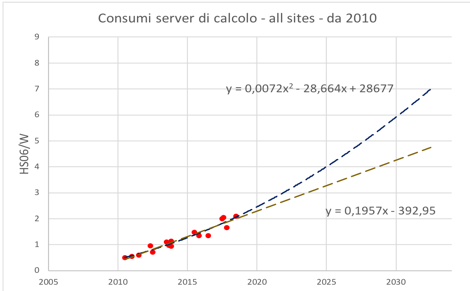 Consumi server di calcolo - all sites - da 2010
9
8
7
6
5
4
3
2
1
0
HS06/W
y = 0,0072x² - 28,664x + 28677
y = 0,1957x - 392,95
2005 2010 2015 2020 2025 2030